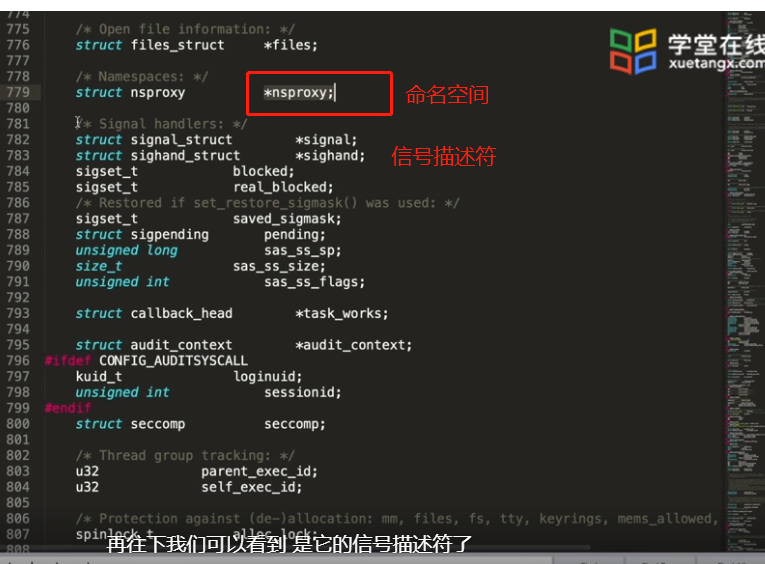 774
775 /* Open file information: */
776 struct files_struct *files;
777
778 /* Namespaces: */
779 struct nsproxy *nsproxy; 命名空间
780
781 /* Signal handlers: */
782 struct signal_struct *signal;
783 struct sighand_struct *sighand; 信号描述符
784 sigset_t blocked;
785 sigset_t real_blocked;
786 /* Restored if set_restore_sigmask() was used: */
787 sigset_t saved_sigmask;
788 struct sigpending pending;
789 unsigned long sas_ss_sp;
790 size_t sas_ss_size;
791 unsigned int sas_ss_flags;
792
793 struct callback_head *task_works;
794
795 struct audit_context *audit_context;
796 #ifdef CONFIG_AUDITSYSCALL
797 kuid_t loginuid;
798 unsigned int sessionid;
799 #endif
800 struct seccomp seccomp;
801
802 /* Thread group tracking: */
803 u32 parent_exec_id;
804 u32 self_exec_id;
805
806 /* Protection against (de-)allocation: mm, files, fs, tty, keyrings, mems_allowed,
807 spinlock_t alloc_lock;
808
学堂在线
xuetangx.com
再往下我们可以看到 是它的信号描述符了